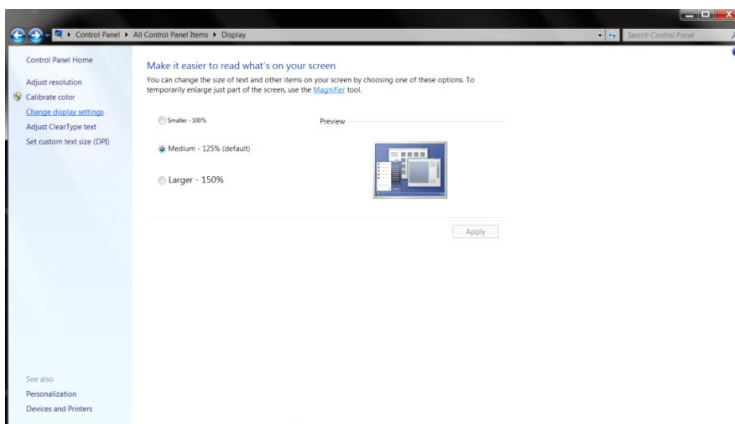 Control Panel ▸ All Control Panel Items ▸ Display
Search Control Panel
Control Panel Home
Adjust resolution
Calibrate color
Change display settings
Adjust ClearType text
Set custom text size (DPI)
See also
Personalization
Devices and Printers
Make it easier to read what's on your screen
You can change the size of text and other items on your screen by choosing one of these options. To
temporarily enlarge just part of the screen, use the Magnifier tool.
Smaller - 100%
Preview
Medium - 125% (default)
Larger - 150%
Apply